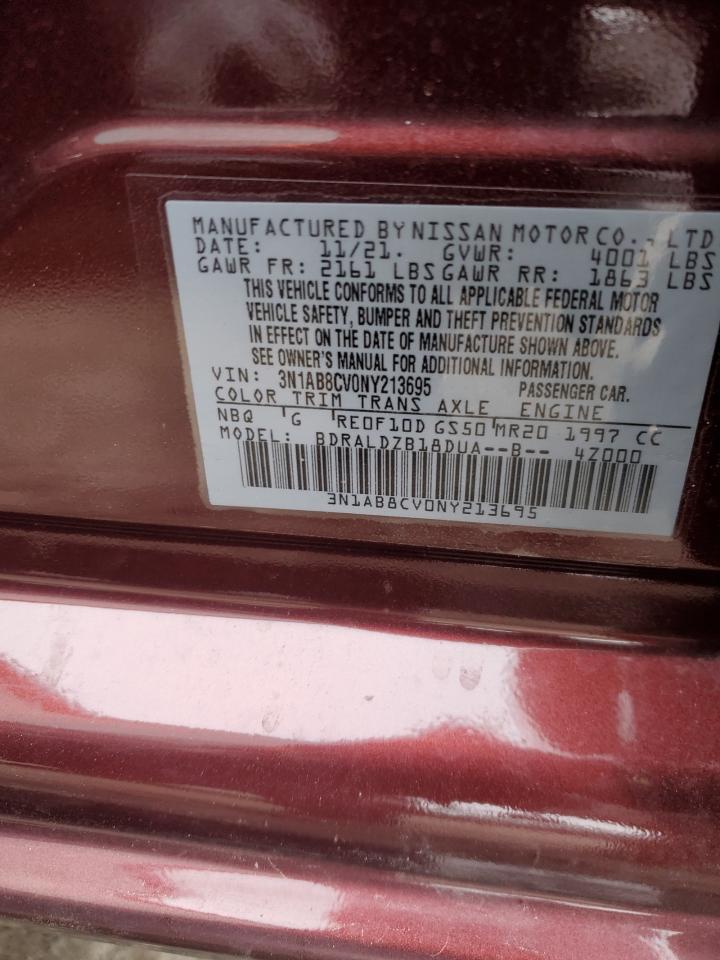 MANUFACTURED BY NISSAN MOTOR CO., LTD
DATE: 11/21. GVWR: 4001 LBS
GAWR FR: 2161 LBS GAWR RR: 1863 LBS
THIS VEHICLE CONFORMS TO ALL APPLICABLE FEDERAL MOTOR
VEHICLE SAFETY, BUMPER AND THEFT PREVENTION STANDARDS
IN EFFECT ON THE DATE OF MANUFACTURE SHOWN ABOVE.
SEE OWNER'S MANUAL FOR ADDITIONAL INFORMATION.
VIN: 3N1AB8CV0NY213695 PASSENGER CAR.
COLOR TRIM TRANS AXLE ENGINE
NBQ G RE0F10D GS50 MR20 1997 CC
MODEL: BDRALDZB18DUA--B-- 4Z000
3N1AB8CV0NY213695